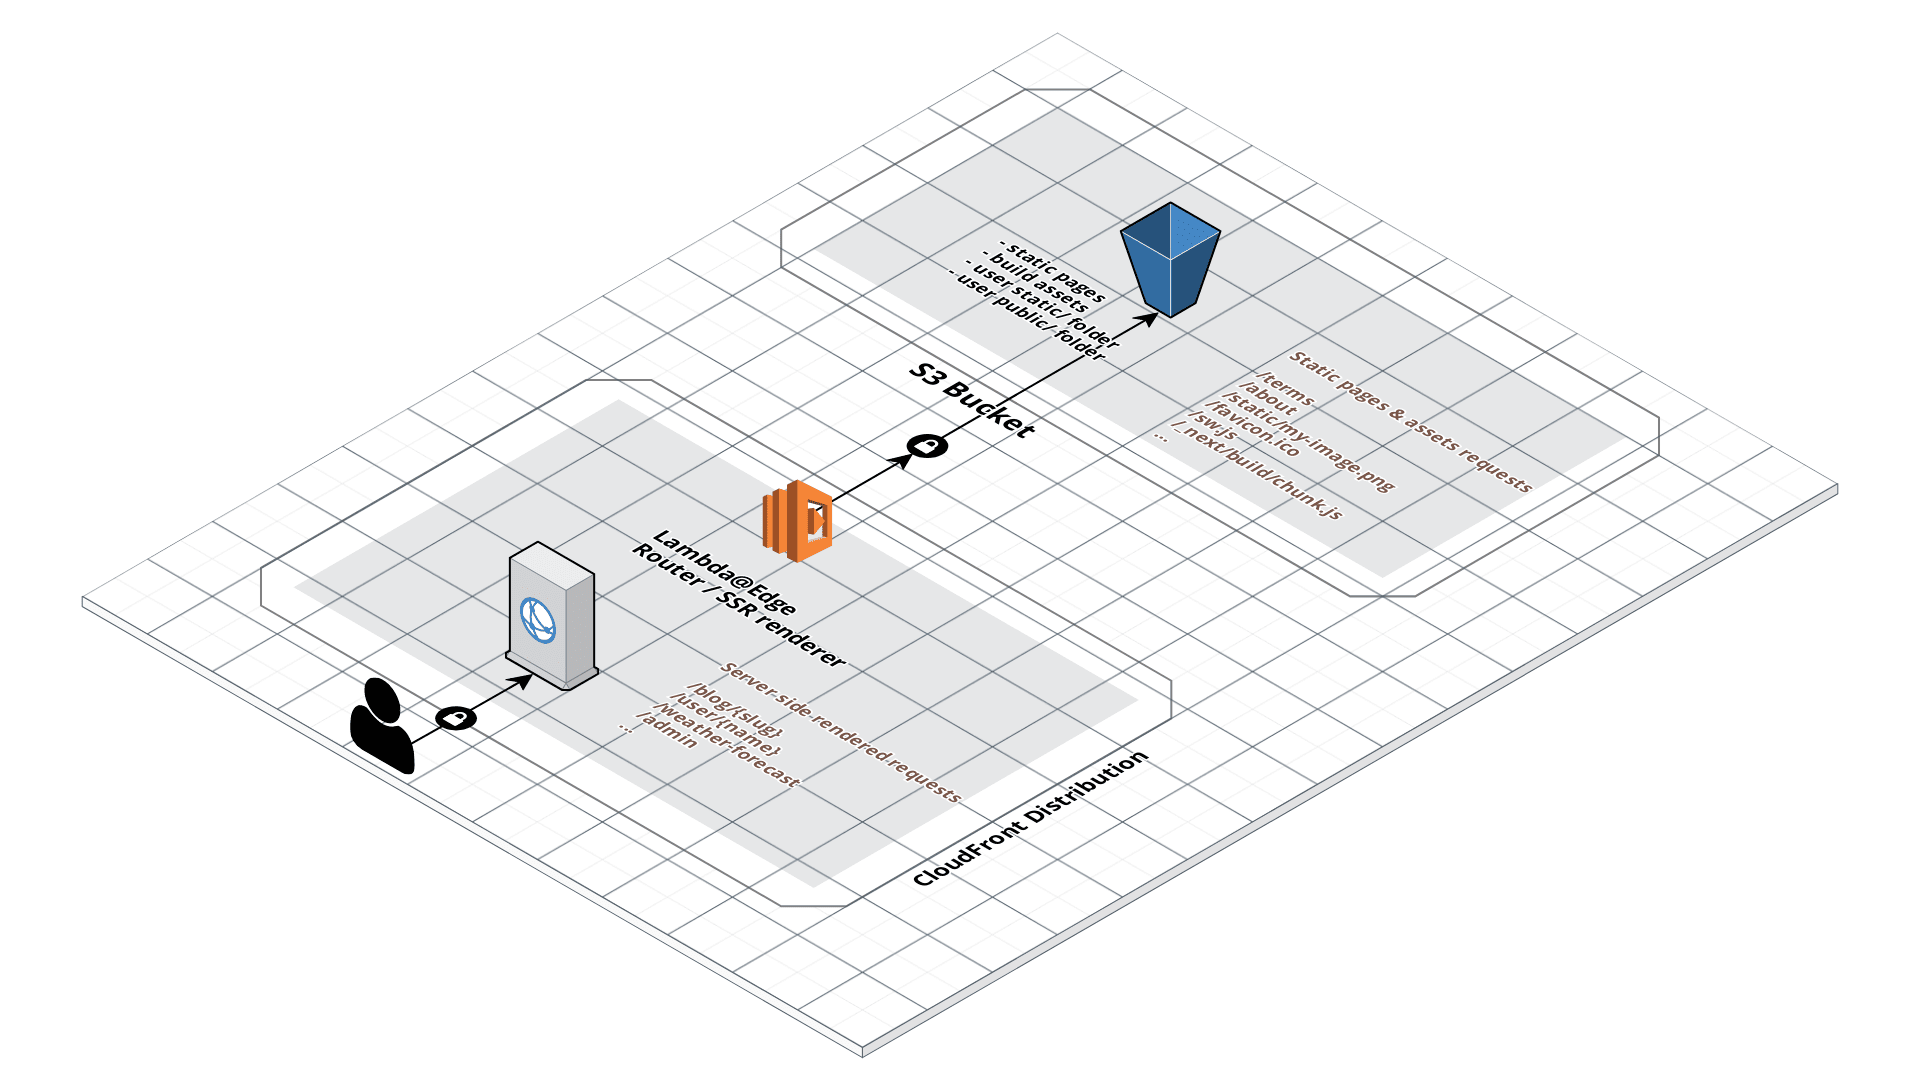 - static pages
- build assets
- user static/ folder
- user public/ folder
S3 Bucket
Static pages & assets requests
/terms
/about
/static/my-image.png
/favicon.ico
/sw.js
/_next/build/chunk.js
...
Lambda@Edge
Router / SSR renderer
Server-side-rendered requests
/blog/{slug}
/user/{name}
/weather-forecast
/admin
...
CloudFront Distribution